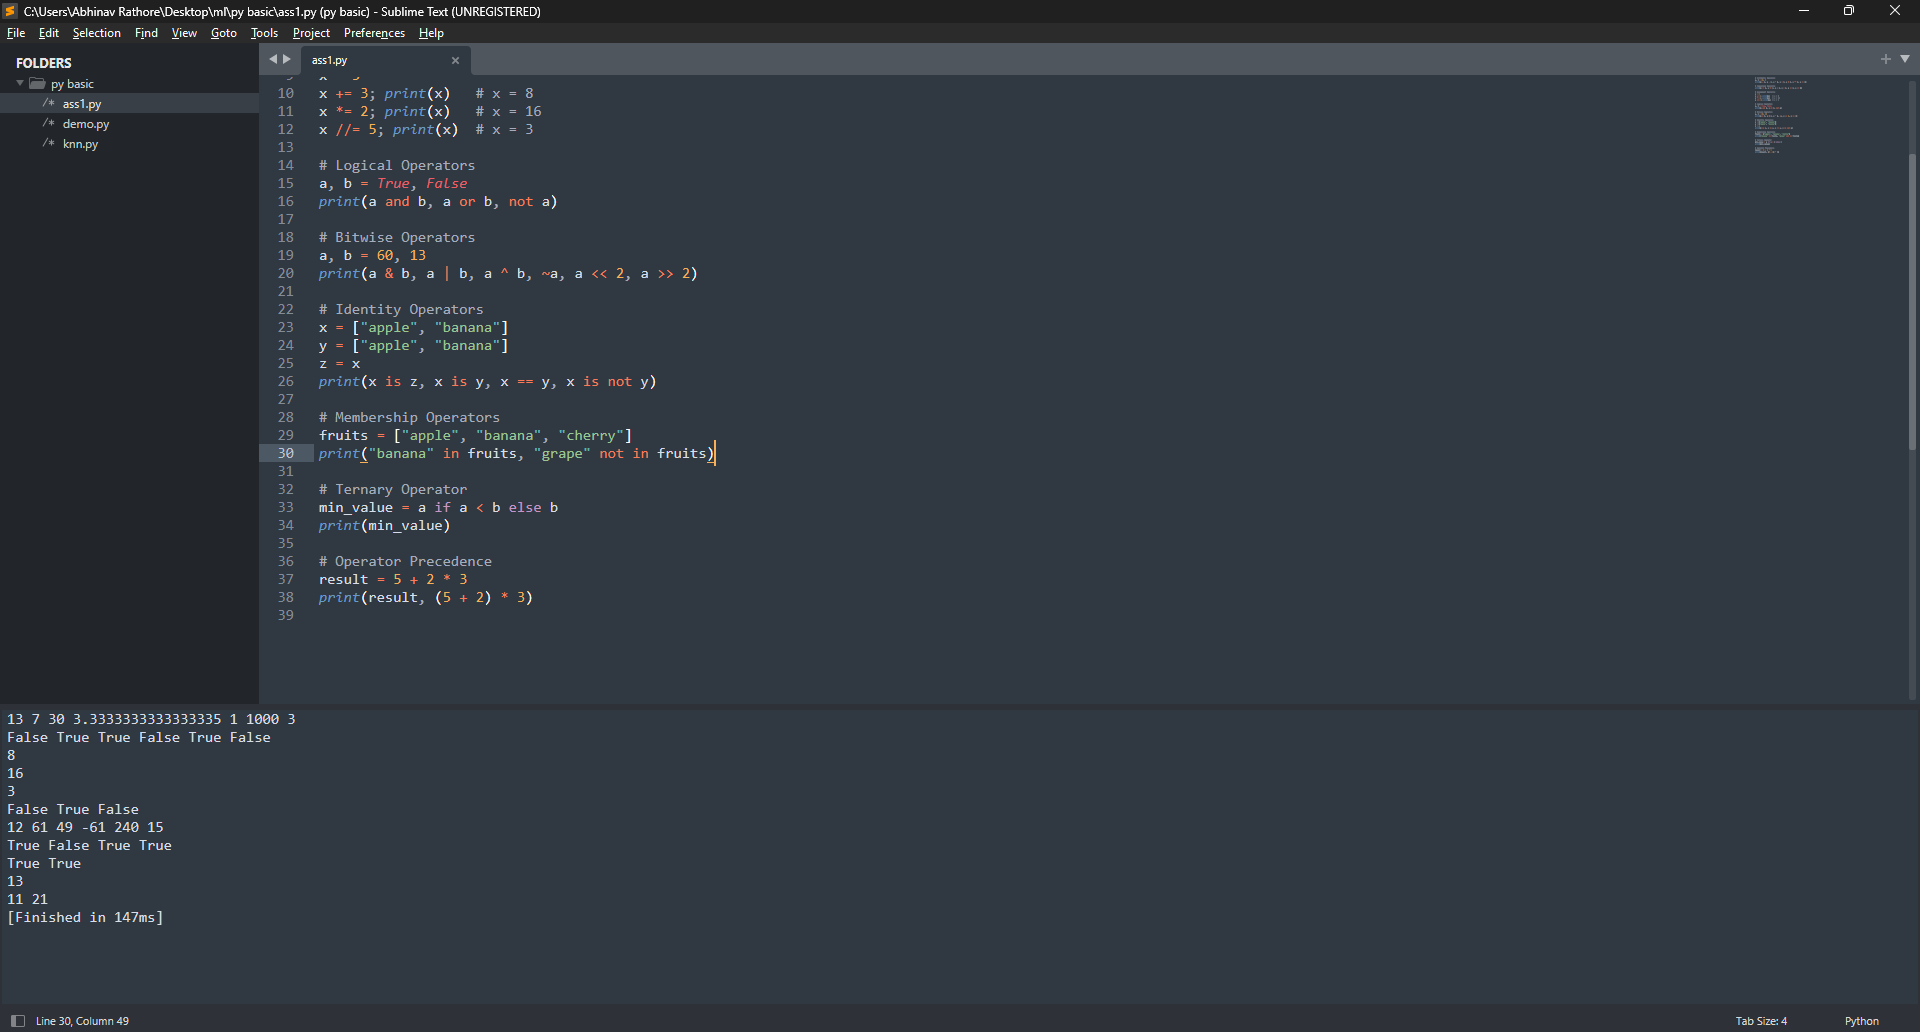 C:\Users\Abhinav Rathore\Desktop\ml\py basic\ass1.py (py basic) - Sublime Text (UNREGISTERED)
File Edit Selection Find View Goto Tools Project Preferences Help
FOLDERS
py basic
/* ass1.py
/* demo.py
/* knn.py
ass1.py
10 x += 3; print(x) # x = 8
11 x *= 2; print(x) # x = 16
12 x //= 5; print(x) # x = 3
13
14 # Logical Operators
15 a, b = True, False
16 print(a and b, a or b, not a)
17
18 # Bitwise Operators
19 a, b = 60, 13
20 print(a & b, a | b, a ^ b, ~a, a << 2, a >> 2)
21
22 # Identity Operators
23 x = ["apple", "banana"]
24 y = ["apple", "banana"]
25 z = x
26 print(x is z, x is y, x == y, x is not y)
27
28 # Membership Operators
29 fruits = ["apple", "banana", "cherry"]
30 print("banana" in fruits, "grape" not in fruits)
31
32 # Ternary Operator
33 min_value = a if a < b else b
34 print(min_value)
35
36 # Operator Precedence
37 result = 5 + 2 * 3
38 print(result, (5 + 2) * 3)
39
13 7 30 3.3333333333333335 1 1000 3
False True True False True False
8
16
3
False True False
12 61 49 -61 240 15
True False True True
True True
13
11 21
[Finished in 147ms]
Line 30, Column 49
Tab Size: 4
Python